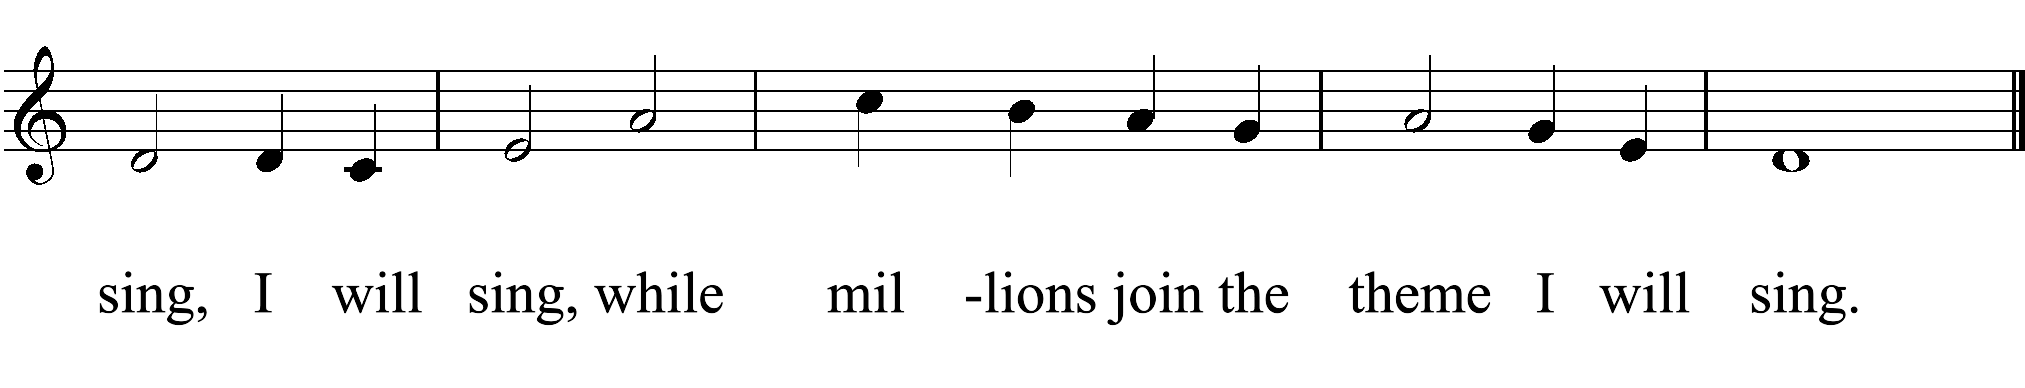 sing, I will sing, while mil -lions join the theme I will sing.